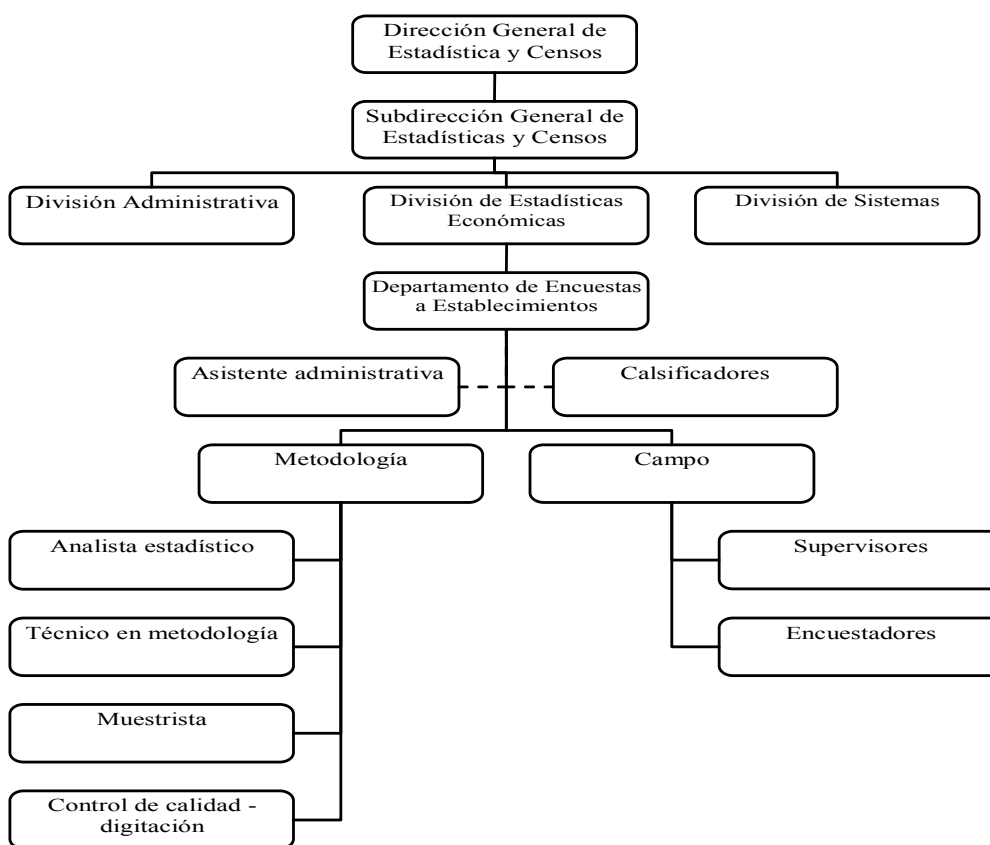 Dirección General de
Estadística y Censos
Subdirección General de
Estadísticas y Censos
División Administrativa
División de Estadísticas
Económicas
División de Sistemas
Departamento de Encuestas
a Establecimientos
Asistente administrativa
Calsificadores
Metodología
Campo
Analista estadístico
Supervisores
Técnico en metodología
Encuestadores
Muestrista
Control de calidad -
digitación